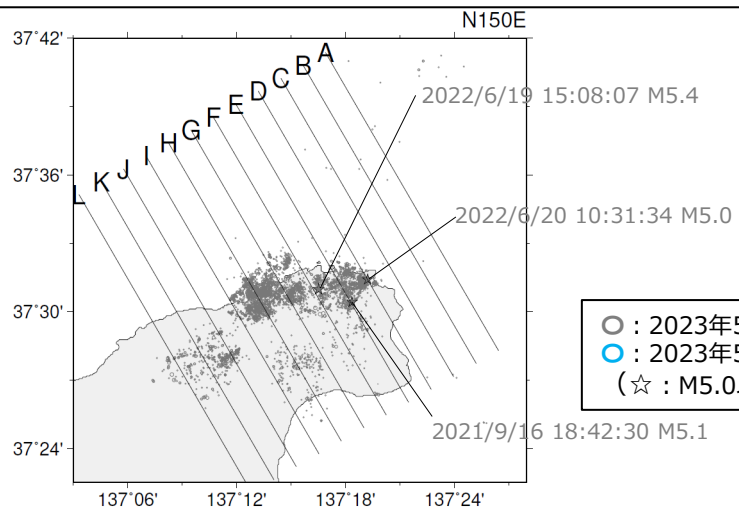 N150E
37°42'
A
B
C
D
E
F
G
H
I
J
K
L
2022/6/19 15:08:07 M5.4
37°36'
2022/6/20 10:31:34 M5.0
37°30'
○：2023年5
○：2023年5
（☆：M5.0
2021/9/16 18:42:30 M5.1
37°24'
137°06' 137°12' 137°18' 137°24'